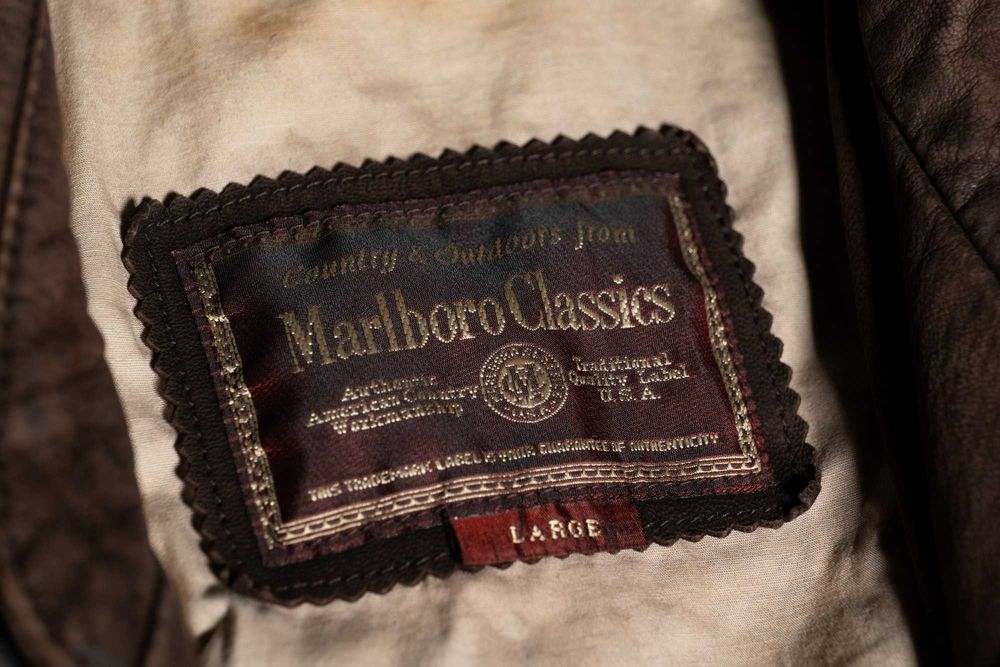 Country & Outdoors from
Marlboro Classics
Authentic
American Country
Workmanship
MC
Traditional
Quality Label
U.S.A.
THIS TRADEMARK LABEL IS YOUR GUARANTEE OF AUTHENTICITY
LARGE